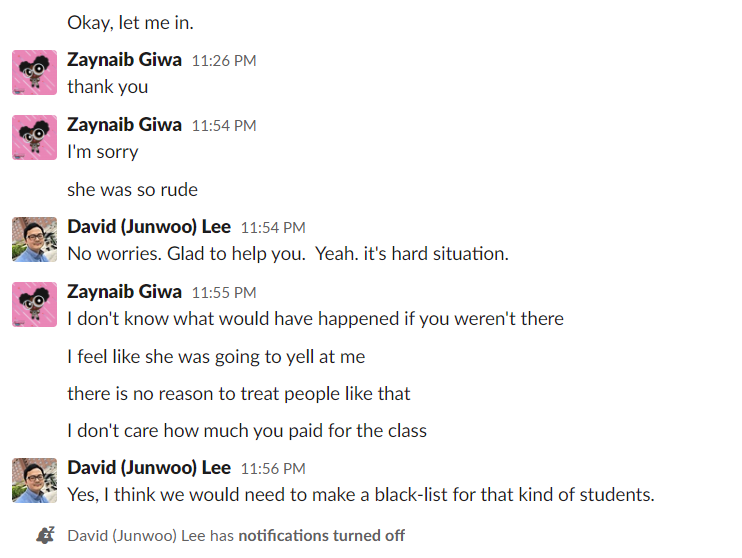 Okay, let me in.
Zaynaib Giwa 11:26 PM
thank you
Zaynaib Giwa 11:54 PM
I'm sorry
she was so rude
David (Junwoo) Lee 11:54 PM
No worries. Glad to help you.  Yeah. it's hard situation.
Zaynaib Giwa 11:55 PM
I don't know what would have happened if you weren't there
I feel like she was going to yell at me
there is no reason to treat people like that
I don't care how much you paid for the class
David (Junwoo) Lee 11:56 PM
Yes, I think we would need to make a black-list for that kind of students.
David (Junwoo) Lee has notifications turned off